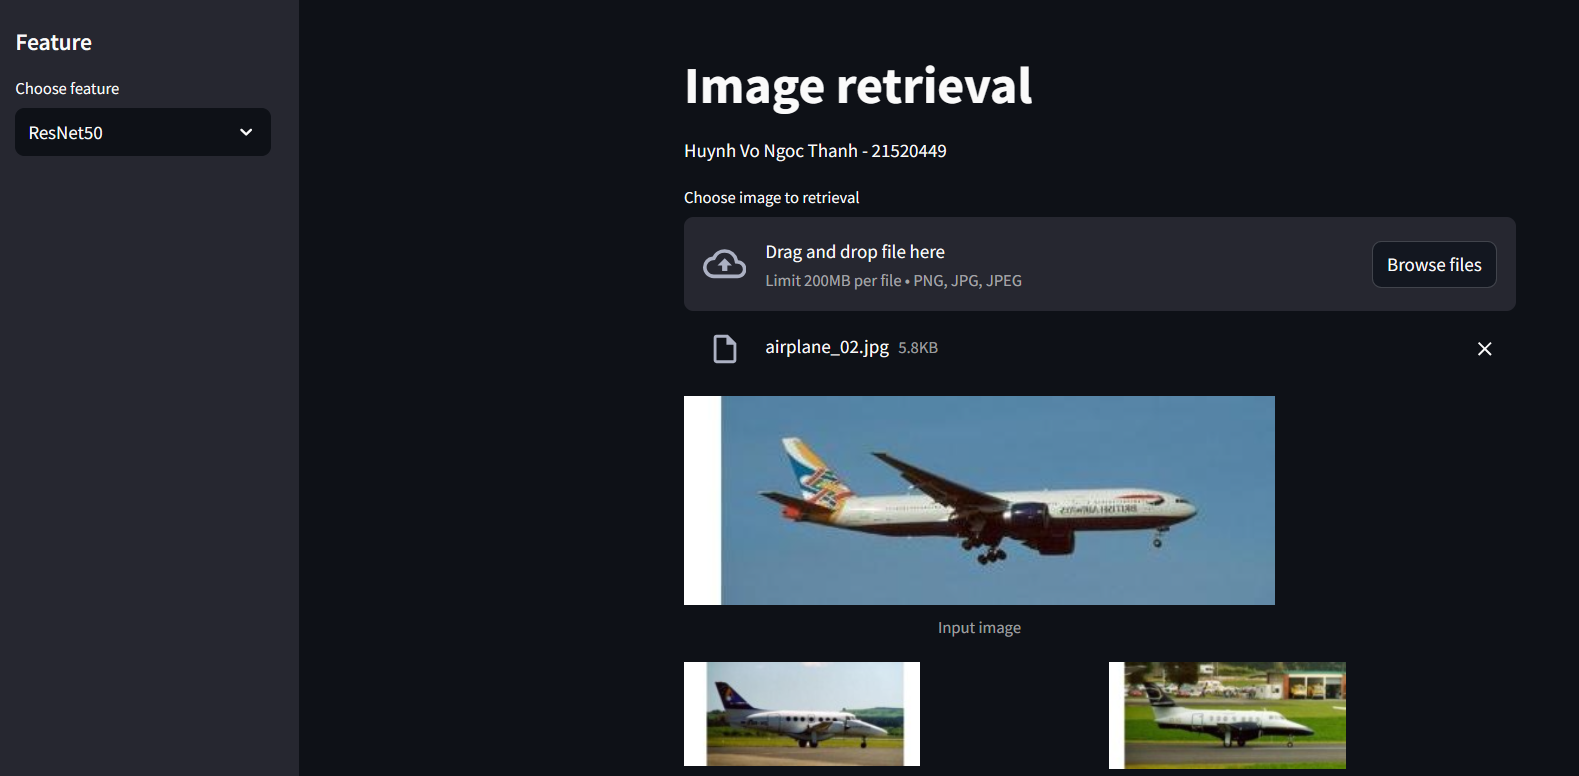 Feature
Choose feature
ResNet50
Image retrieval
Huynh Vo Ngoc Thanh - 21520449
Choose image to retrieval
Drag and drop file here
Limit 200MB per file • PNG, JPG, JPEG
Browse files
airplane_02.jpg 5.8KB
BRITISH AIRWAYS
Input image